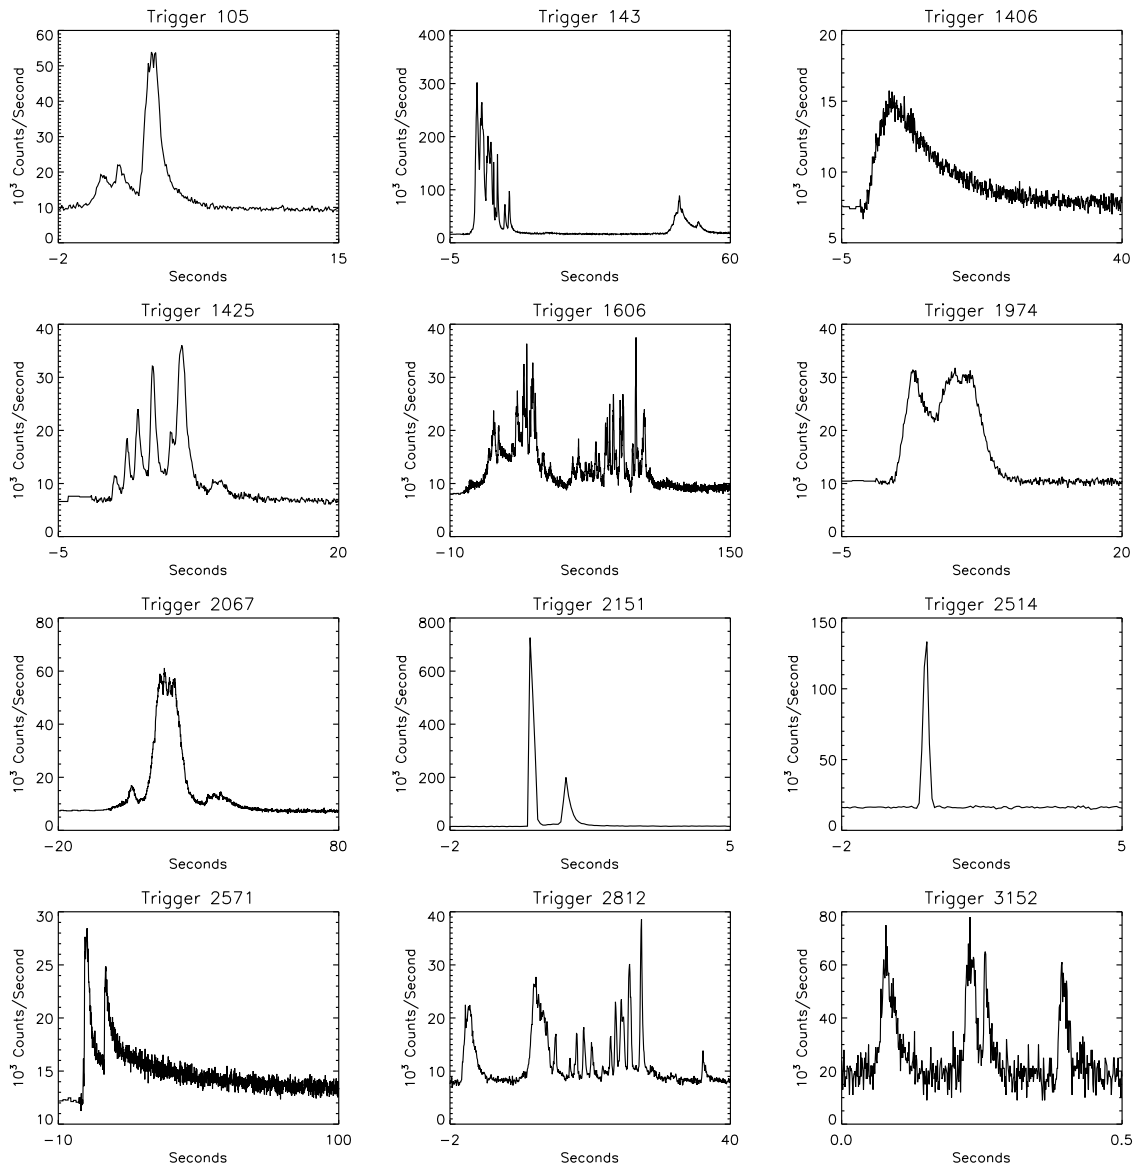 Trigger 105
10³ Counts/Second
60
50
40
30
20
10
0
−2
15
Seconds
Trigger 143
10³ Counts/Second
400
300
200
100
0
−5
60
Seconds
Trigger 1406
10³ Counts/Second
20
15
10
5
−5
40
Seconds
Trigger 1425
10³ Counts/Second
40
30
20
10
0
−5
20
Seconds
Trigger 1606
10³ Counts/Second
40
30
20
10
0
−10
150
Seconds
Trigger 1974
10³ Counts/Second
40
30
20
10
0
−5
20
Seconds
Trigger 2067
10³ Counts/Second
80
60
40
20
0
−20
80
Seconds
Trigger 2151
10³ Counts/Second
800
600
400
200
0
−2
5
Seconds
Trigger 2514
10³ Counts/Second
150
100
50
0
−2
5
Seconds
Trigger 2571
10³ Counts/Second
30
25
20
15
10
−10
100
Seconds
Trigger 2812
10³ Counts/Second
40
30
20
10
0
−2
40
Seconds
Trigger 3152
10³ Counts/Second
80
60
40
20
0
0.0
0.5
Seconds